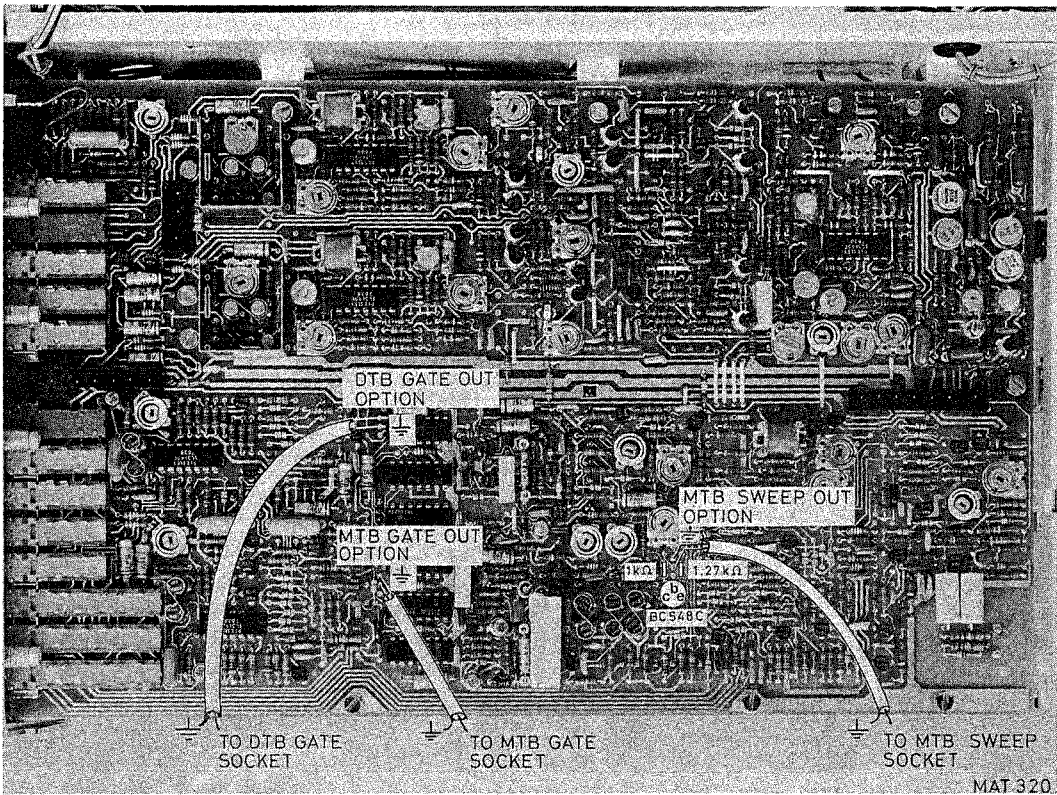 DTB GATE OUT
OPTION
MTB SWEEP OUT
OPTION
MTB GATE OUT
OPTION
1kΩ
1.27kΩ
c b e
BC548C
TO DTB GATE
SOCKET
TO MTB GATE
SOCKET
TO MTB SWEEP
SOCKET
MAT 320